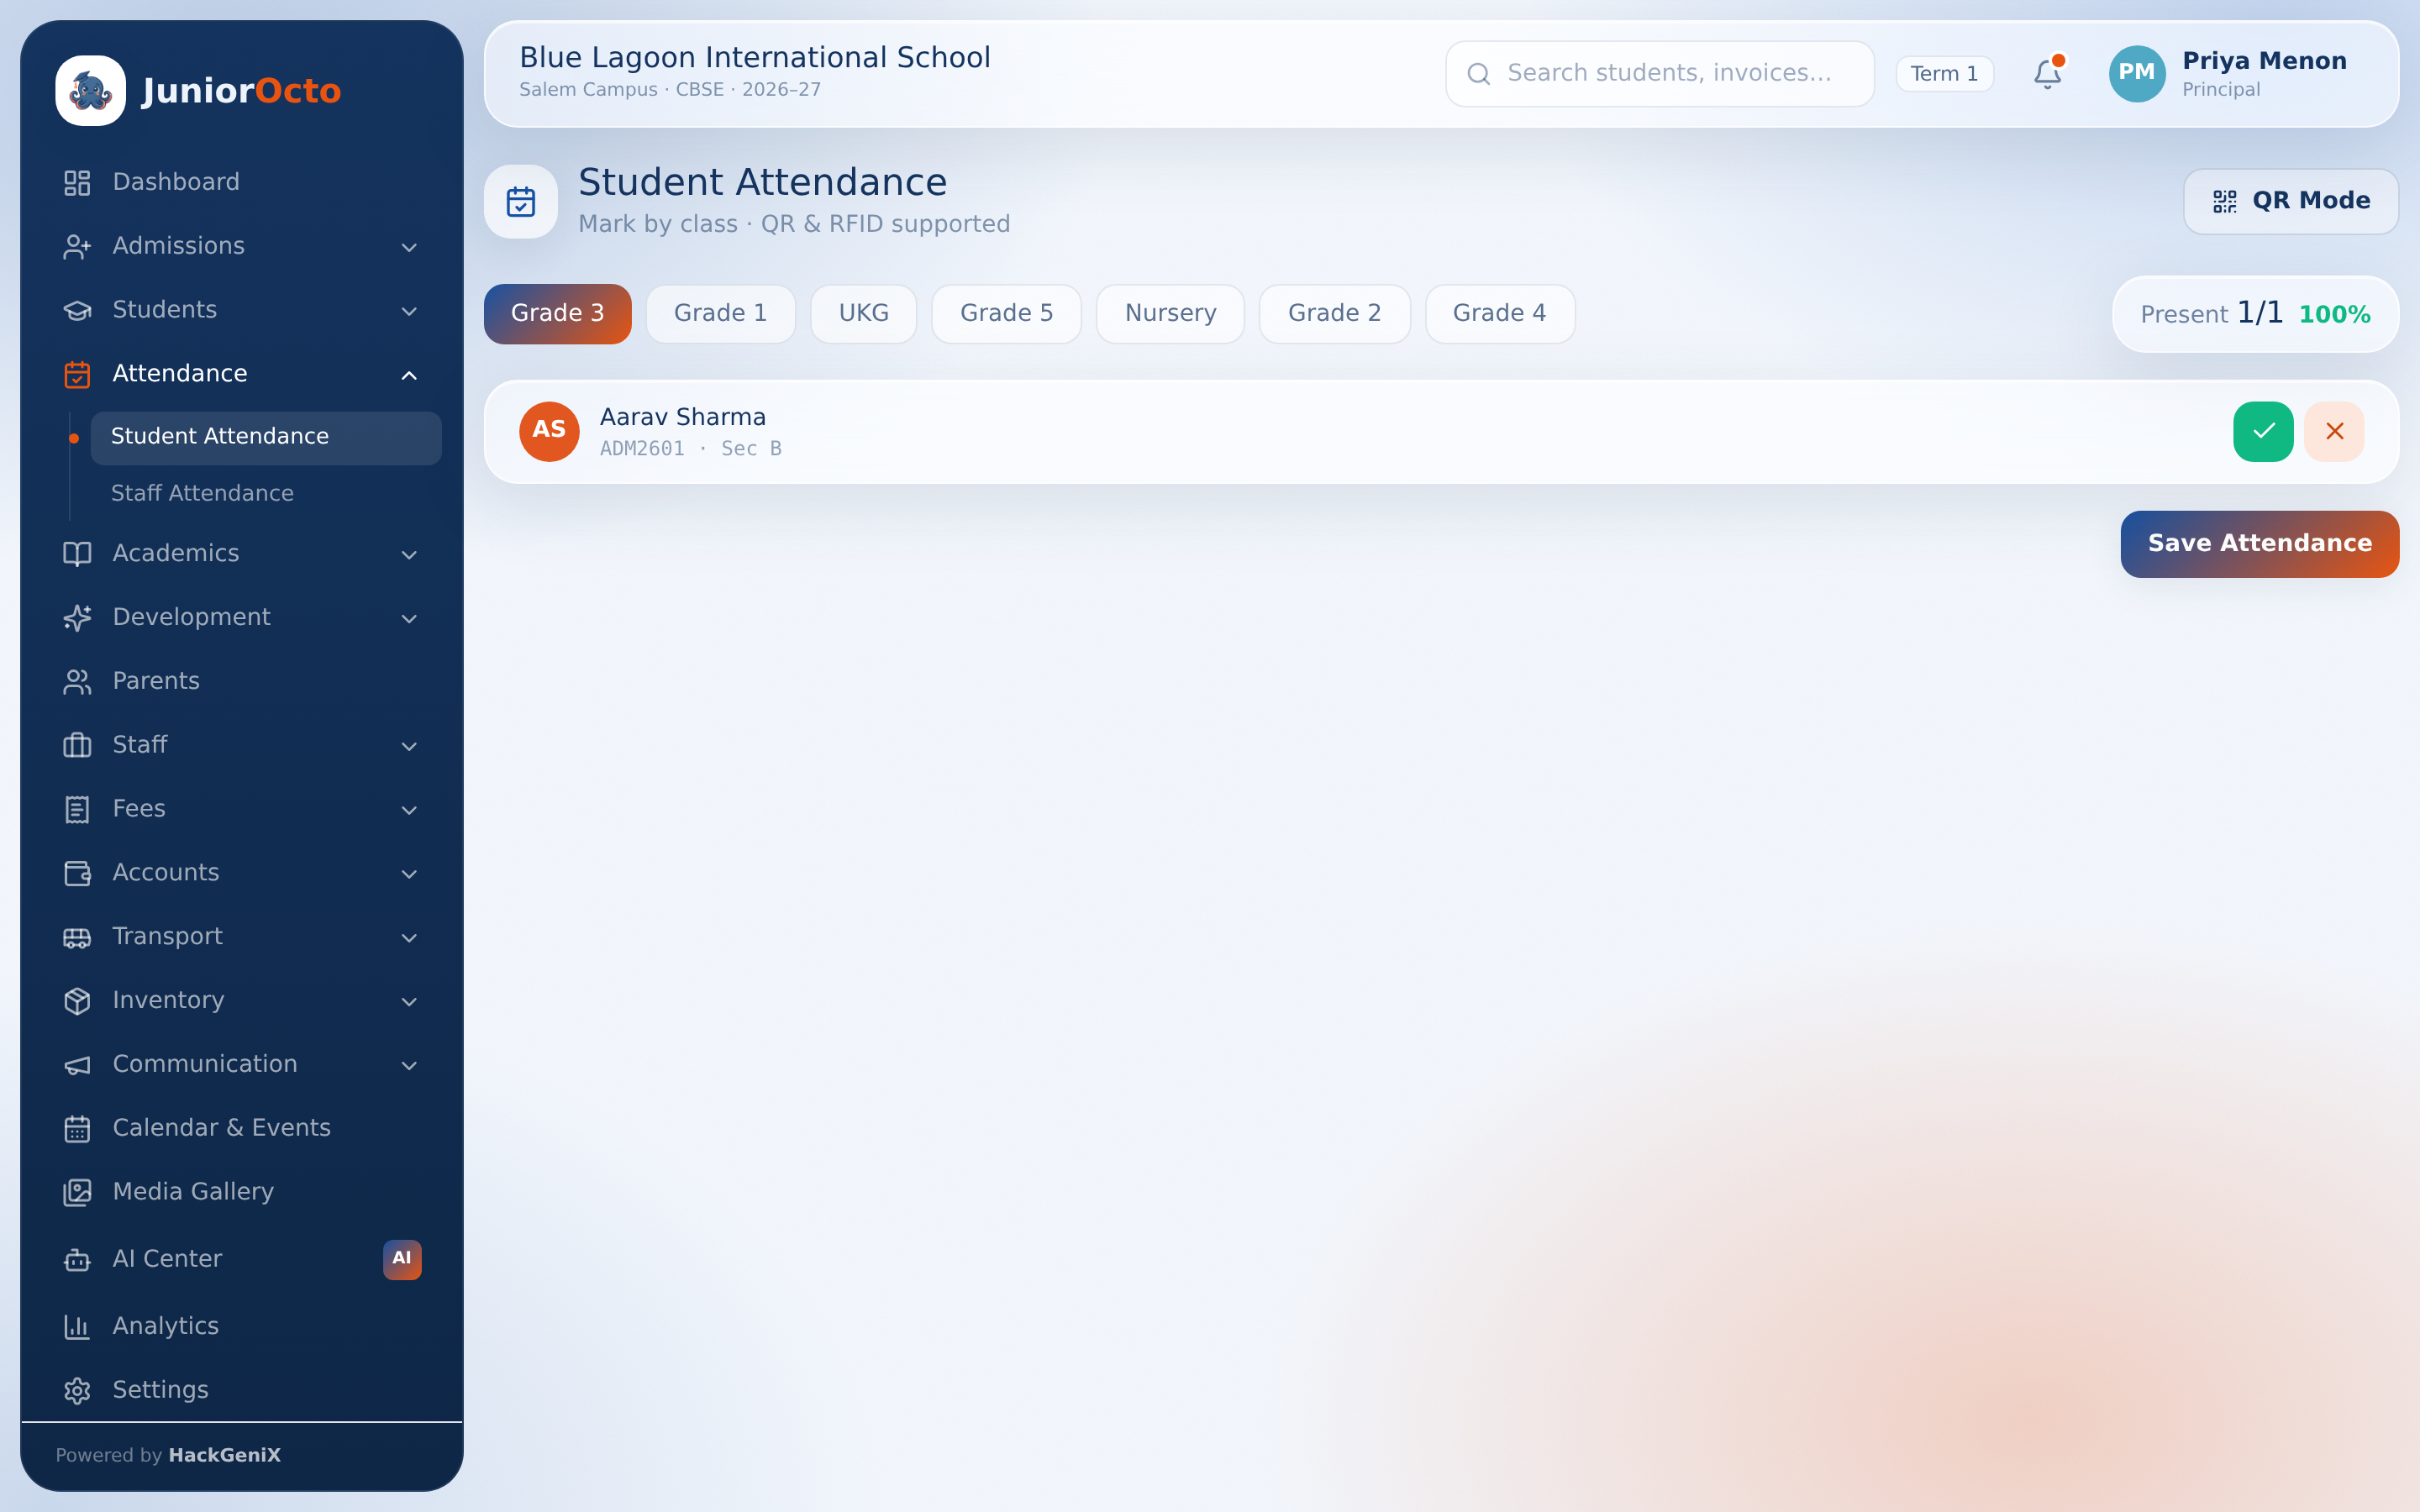 JuniorOcto
Dashboard
Admissions
Students
Attendance
Student Attendance
Staff Attendance
Academics
Development
Parents
Staff
Fees
Accounts
Transport
Inventory
Communication
Calendar & Events
Media Gallery
AI Center AI
Analytics
Settings
Powered by HackGeniX
Blue Lagoon International School
Salem Campus · CBSE · 2026–27
Search students, invoices...
Term 1
PM
Priya Menon
Principal
Student Attendance
Mark by class · QR & RFID supported
QR Mode
Grade 3 Grade 1 UKG Grade 5 Nursery Grade 2 Grade 4
Present 1/1 100%
AS
Aarav Sharma
ADM2601 · Sec B
Save Attendance